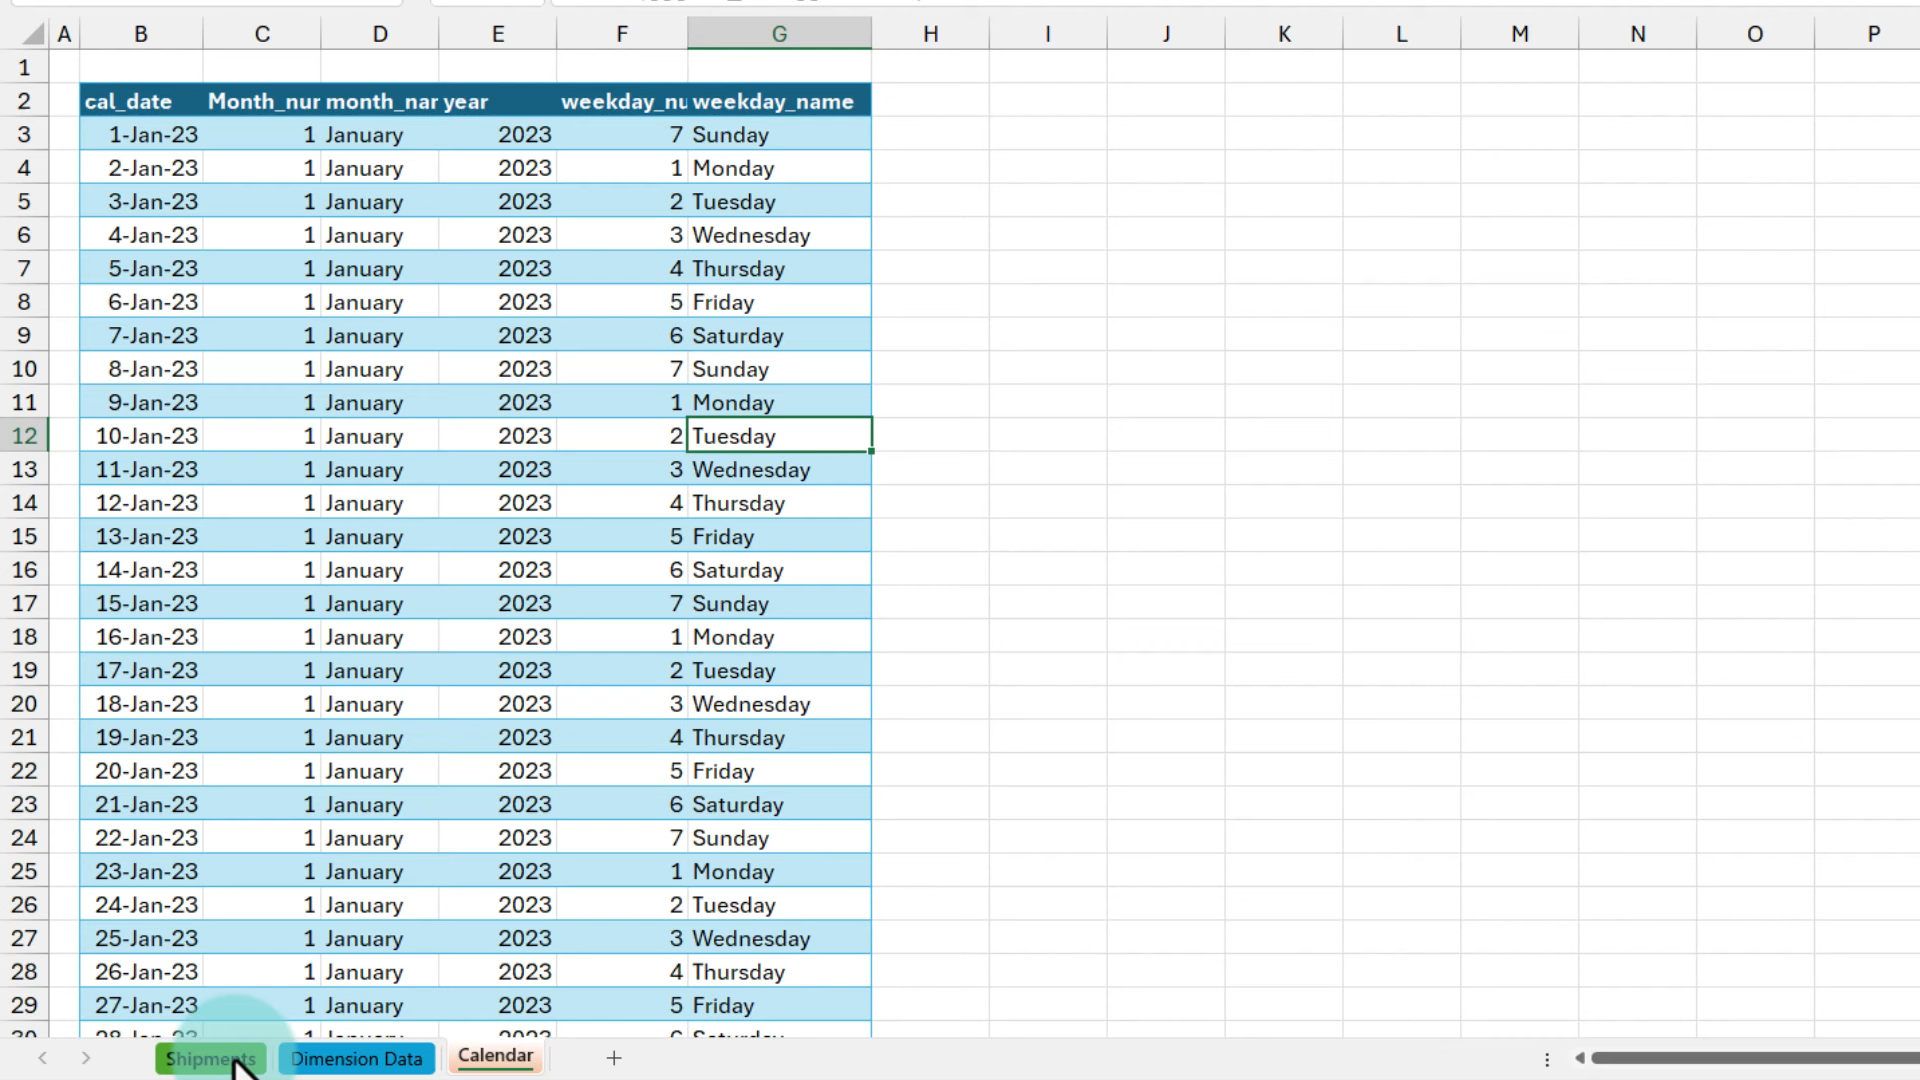 A B C D E F G H I J K L M N O P
1
2 cal_date Month_nur month_nar year weekday_nu weekday_name
3 1-Jan-23 1 January 2023 7 Sunday
4 2-Jan-23 1 January 2023 1 Monday
5 3-Jan-23 1 January 2023 2 Tuesday
6 4-Jan-23 1 January 2023 3 Wednesday
7 5-Jan-23 1 January 2023 4 Thursday
8 6-Jan-23 1 January 2023 5 Friday
9 7-Jan-23 1 January 2023 6 Saturday
10 8-Jan-23 1 January 2023 7 Sunday
11 9-Jan-23 1 January 2023 1 Monday
12 10-Jan-23 1 January 2023 2 Tuesday
13 11-Jan-23 1 January 2023 3 Wednesday
14 12-Jan-23 1 January 2023 4 Thursday
15 13-Jan-23 1 January 2023 5 Friday
16 14-Jan-23 1 January 2023 6 Saturday
17 15-Jan-23 1 January 2023 7 Sunday
18 16-Jan-23 1 January 2023 1 Monday
19 17-Jan-23 1 January 2023 2 Tuesday
20 18-Jan-23 1 January 2023 3 Wednesday
21 19-Jan-23 1 January 2023 4 Thursday
22 20-Jan-23 1 January 2023 5 Friday
23 21-Jan-23 1 January 2023 6 Saturday
24 22-Jan-23 1 January 2023 7 Sunday
25 23-Jan-23 1 January 2023 1 Monday
26 24-Jan-23 1 January 2023 2 Tuesday
27 25-Jan-23 1 January 2023 3 Wednesday
28 26-Jan-23 1 January 2023 4 Thursday
29 27-Jan-23 1 January 2023 5 Friday
Shipments Dimension Data Calendar